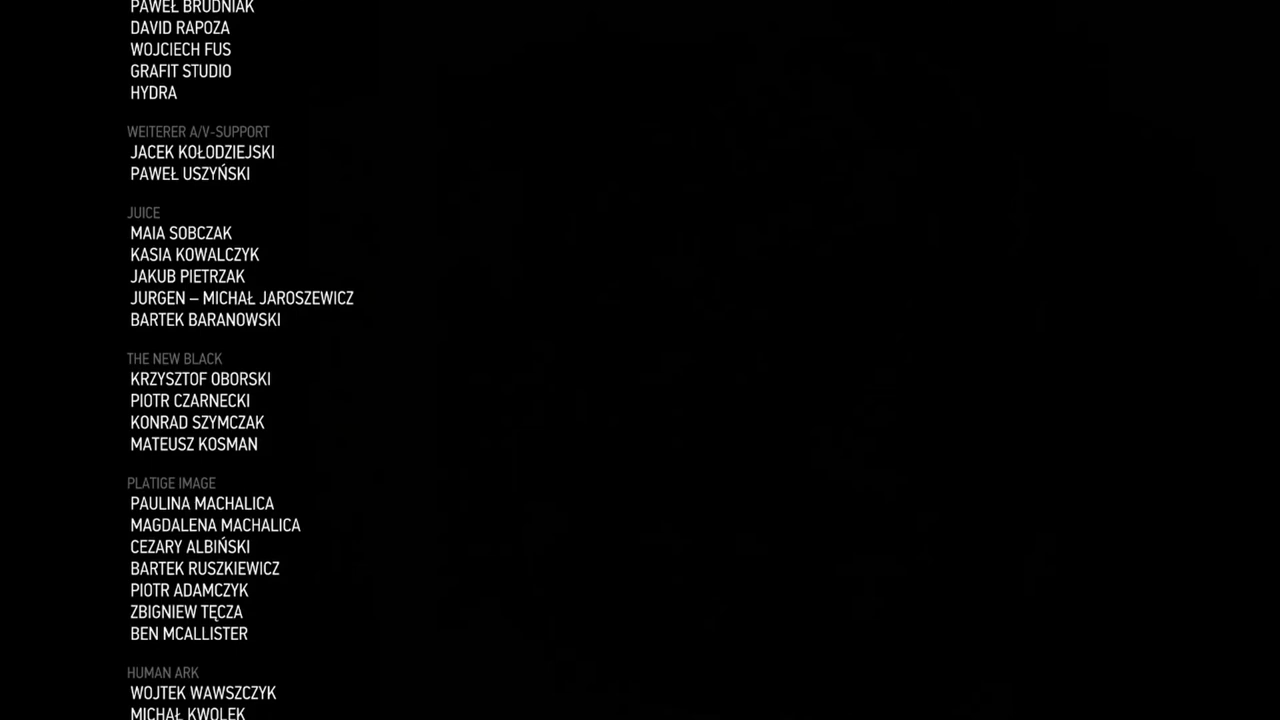 PAWEŁ BRUDNIAK
DAVID RAPOZA
WOJCIECH FUS
GRAFIT STUDIO
HYDRA
WEITERER A/V-SUPPORT
JACEK KOŁODZIEJSKI
PAWEŁ USZYŃSKI
JUICE
MAIA SOBCZAK
KASIA KOWALCZYK
JAKUB PIETRZAK
JURGEN – MICHAŁ JAROSZEWICZ
BARTEK BARANOWSKI
THE NEW BLACK
KRZYSZTOF OBORSKI
PIOTR CZARNECKI
KONRAD SZYMCZAK
MATEUSZ KOSMAN
PLATIGE IMAGE
PAULINA MACHALICA
MAGDALENA MACHALICA
CEZARY ALBIŃSKI
BARTEK RUSZKIEWICZ
PIOTR ADAMCZYK
ZBIGNIEW TĘCZA
BEN MCALLISTER
HUMAN ARK
WOJTEK WAWSZCZYK
MICHAŁ KWOLEK